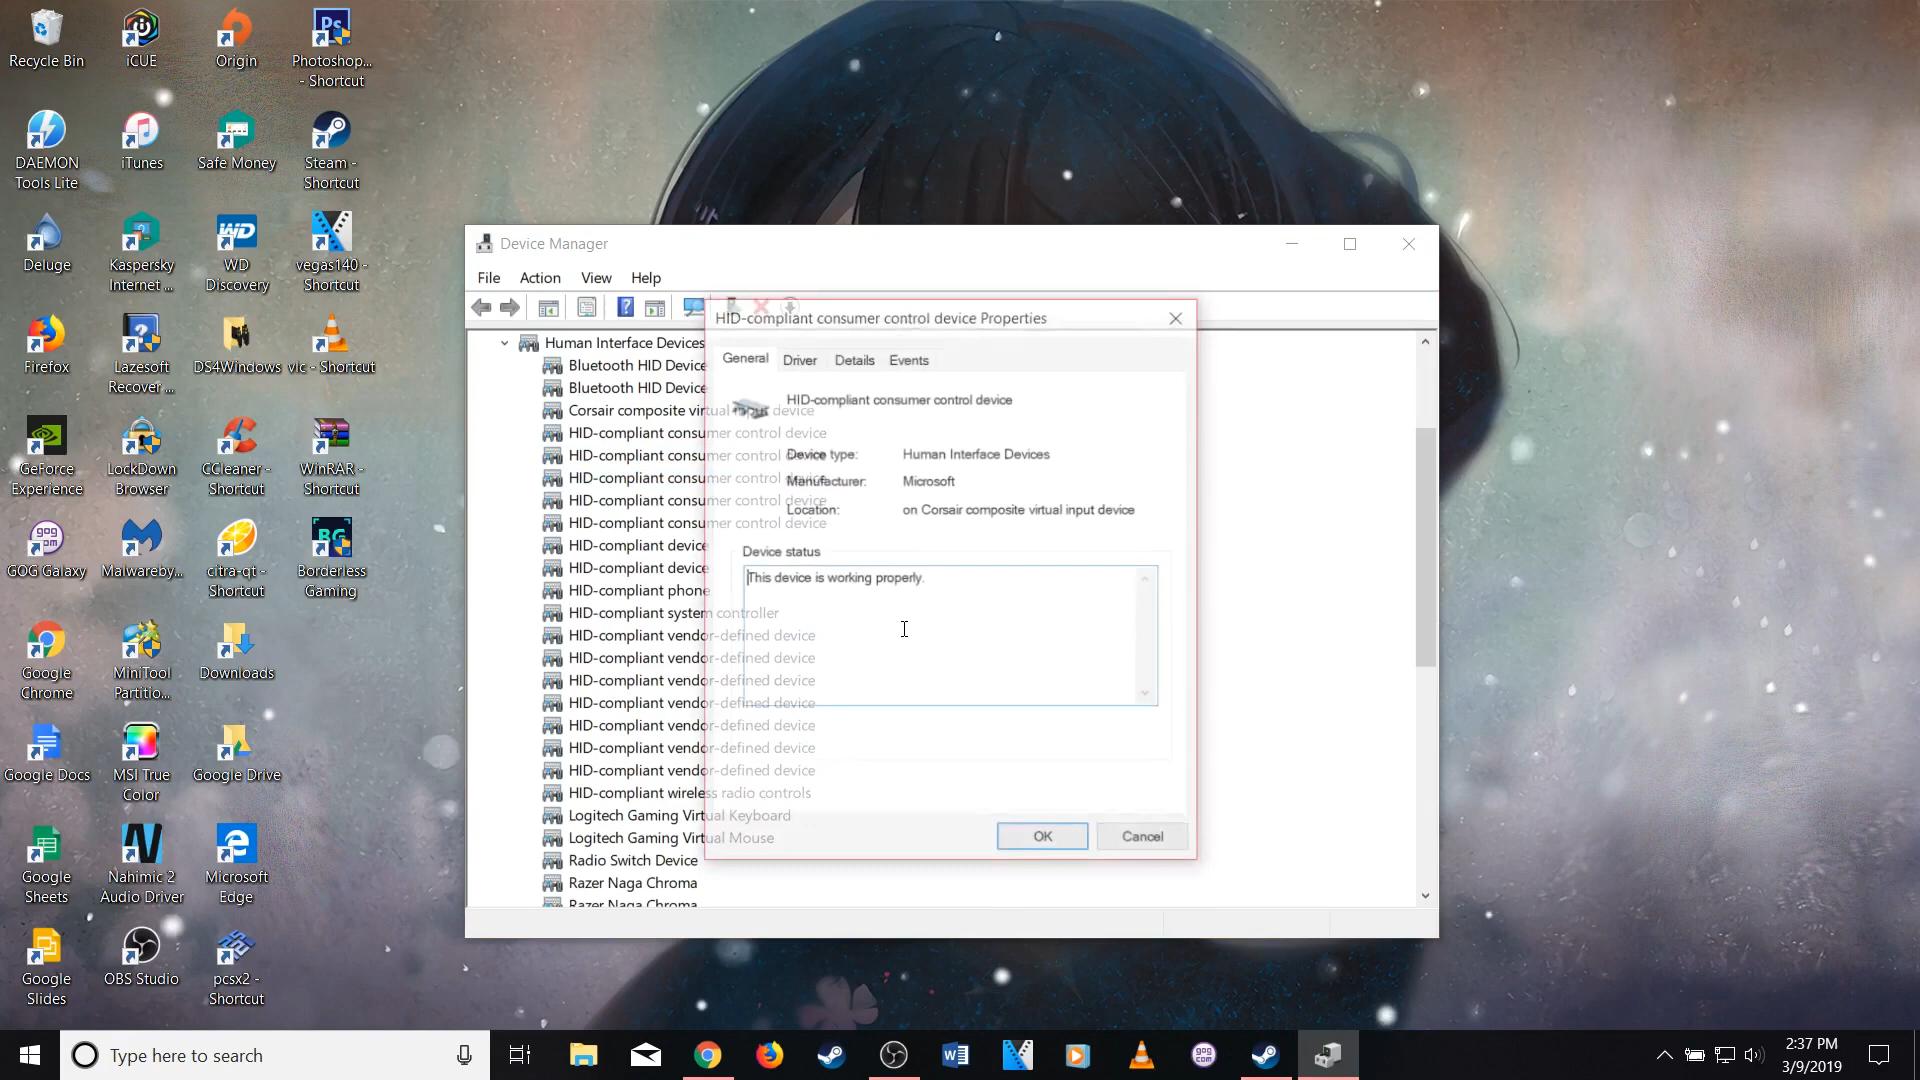 Recycle Bin
iCUE
Origin
Photoshop...
- Shortcut
DAEMON
Tools Lite
iTunes
Safe Money
Steam -
Shortcut
Deluge
Kaspersky
Internet ...
WD
Discovery
vegas140 -
Shortcut
Firefox
Lazesoft
Recover ...
DS4Windows
vlc - Shortcut
GeForce
Experience
LockDown
Browser
CCleaner -
Shortcut
WinRAR -
Shortcut
GOG Galaxy
Malwareby...
citra-qt -
Shortcut
Borderless
Gaming
Google
Chrome
MiniTool
Partitio...
Downloads
Google Docs
MSI True
Color
Google Drive
Google
Sheets
Nahimic 2
Audio Driver
Microsoft
Edge
Google
Slides
OBS Studio
pcsx2 -
Shortcut
Device Manager
File Action View Help
Human Interface Devices
Bluetooth HID Device
Bluetooth HID Device
Corsair composite virtual input device
HID-compliant consumer control device
HID-compliant consumer control device
HID-compliant consumer control device
HID-compliant consumer control device
HID-compliant consumer control device
HID-compliant device
HID-compliant device
HID-compliant phone
HID-compliant system controller
HID-compliant vendor-defined device
HID-compliant vendor-defined device
HID-compliant vendor-defined device
HID-compliant vendor-defined device
HID-compliant vendor-defined device
HID-compliant vendor-defined device
HID-compliant vendor-defined device
HID-compliant wireless radio controls
Logitech Gaming Virtual Keyboard
Logitech Gaming Virtual Mouse
Radio Switch Device
Razer Naga Chroma
Razer Naga Chroma
HID-compliant consumer control device Properties
General Driver Details Events
HID-compliant consumer control device
Device type: Human Interface Devices
Manufacturer: Microsoft
Location: on Corsair composite virtual input device
Device status
This device is working properly.
OK Cancel
Type here to search
2:37 PM
3/9/2019